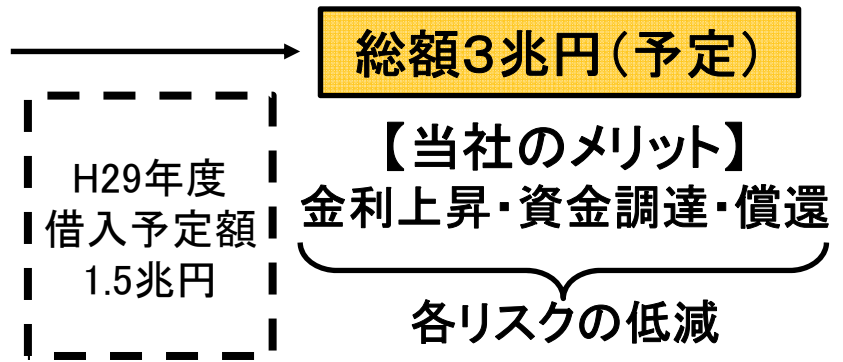 総額3兆円(予定)
【当社のメリット】
金利上昇・資金調達・償還
各リスクの低減
H29年度
借入予定額
1.5兆円